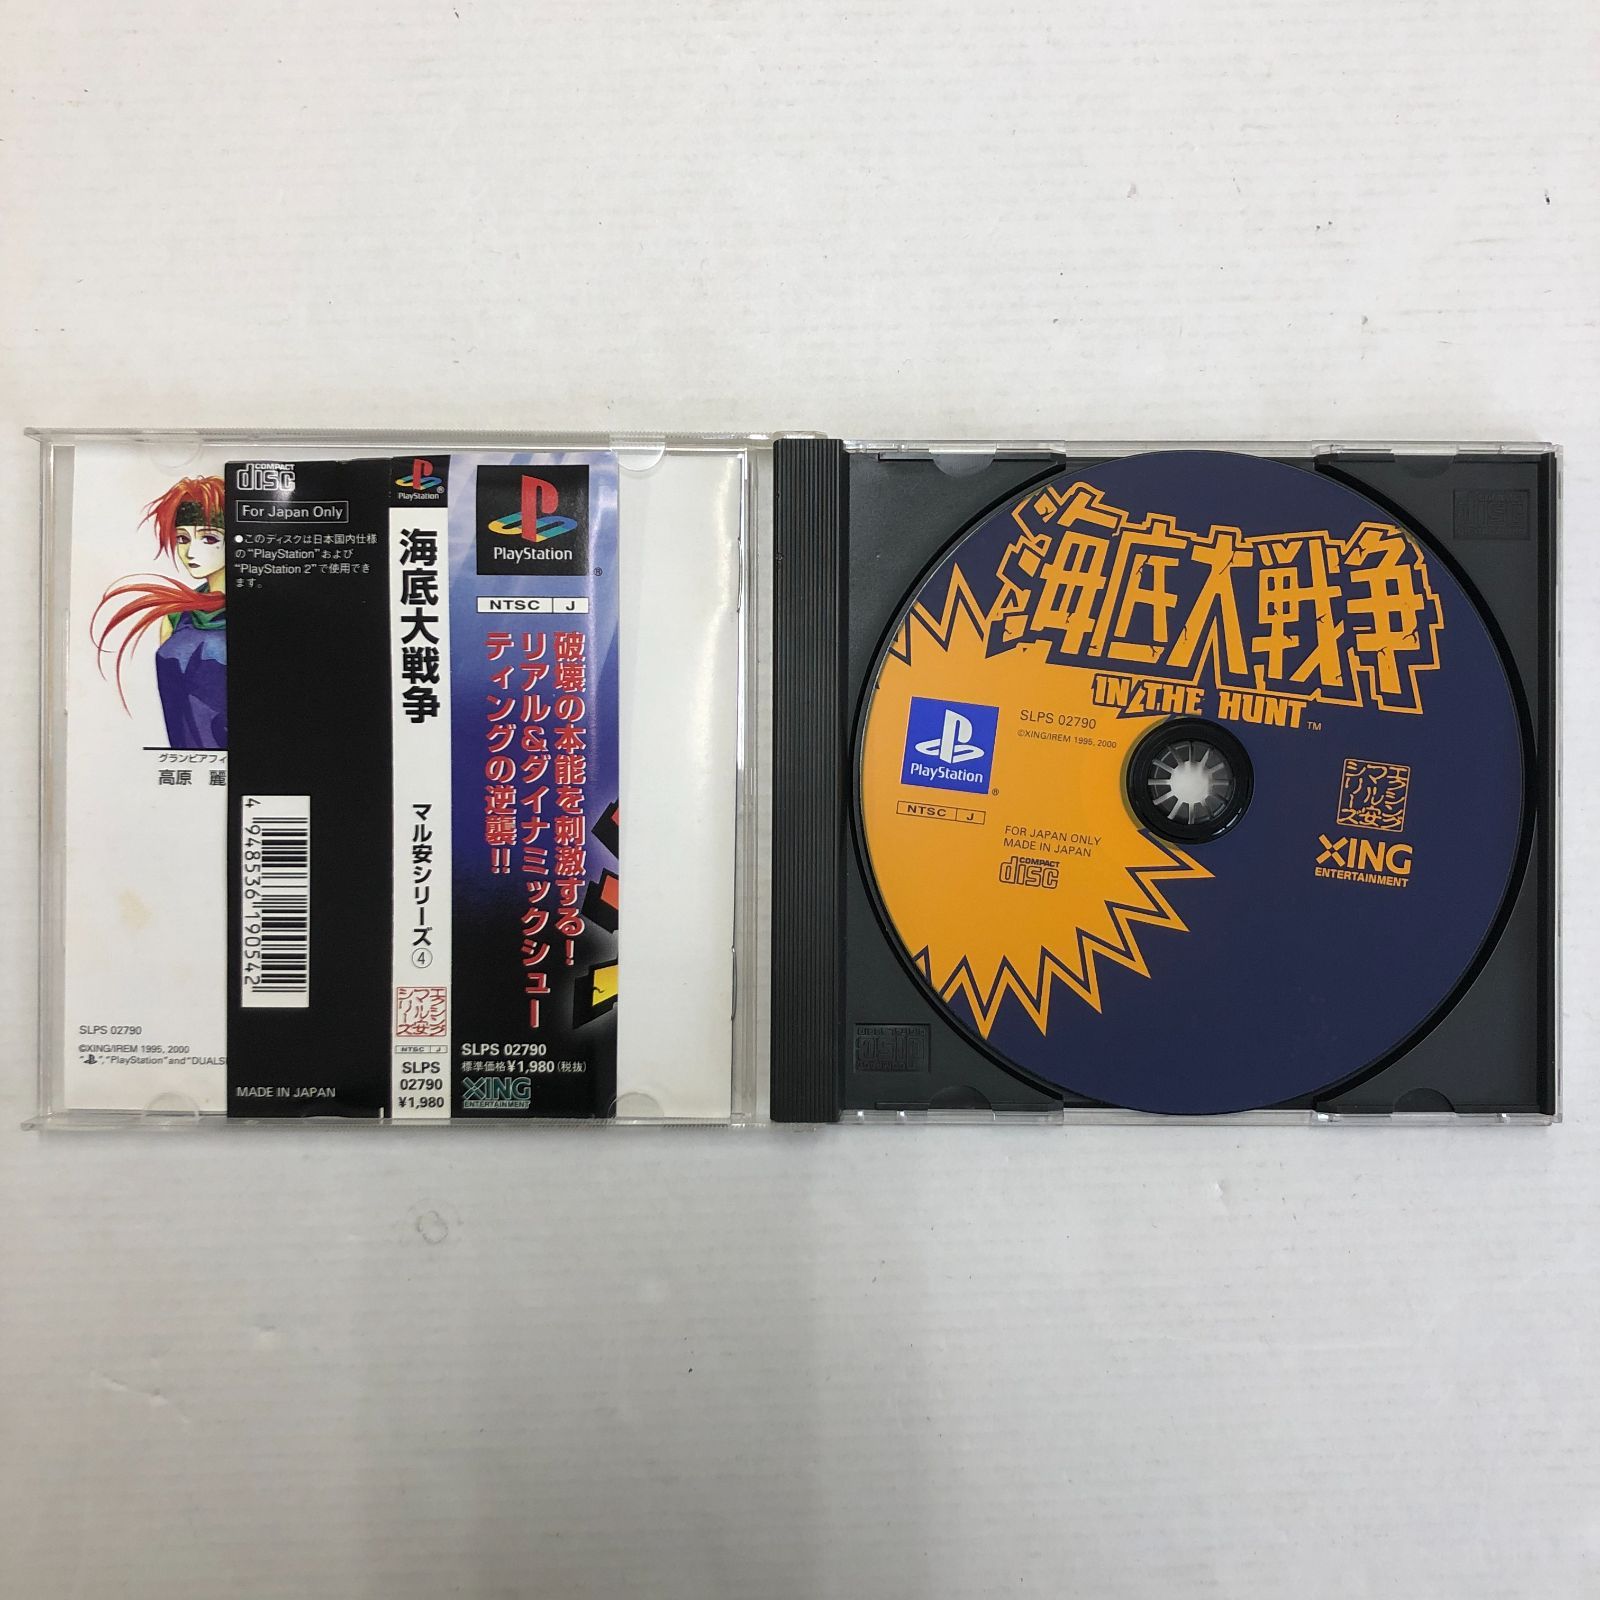 グランピアフィ
高原 麗
SLPS 02790
©XING/IREM 1995, 2000
"PlayStation" and "DUALS
COMPACT
disc
For Japan Only
●このディスクは日本国内仕様
の"PlayStation"および
"PlayStation 2"で使用でき
ます。
4 948536 190542
MADE IN JAPAN
PlayStation®
海底大戦争
マル安シリーズ④
エクシング
マル安
シリーズ
NTSC J
SLPS
02790
¥1,980
PlayStation®
NTSC J
破壊の本能を刺激する!
リアル&ダイナミックシュー
ティングの逆襲!!
SLPS 02790
標準価格¥1,980(税抜)
XING
ENTERTAINMENT
海底大戦争
IN THE HUNT™
SLPS 02790
©XING/IREM 1995, 2000
PlayStation®
NTSC J
FOR JAPAN ONLY
MADE IN JAPAN
COMPACT
disc
エクシング
マル安
シリーズ
XING
ENTERTAINMENT